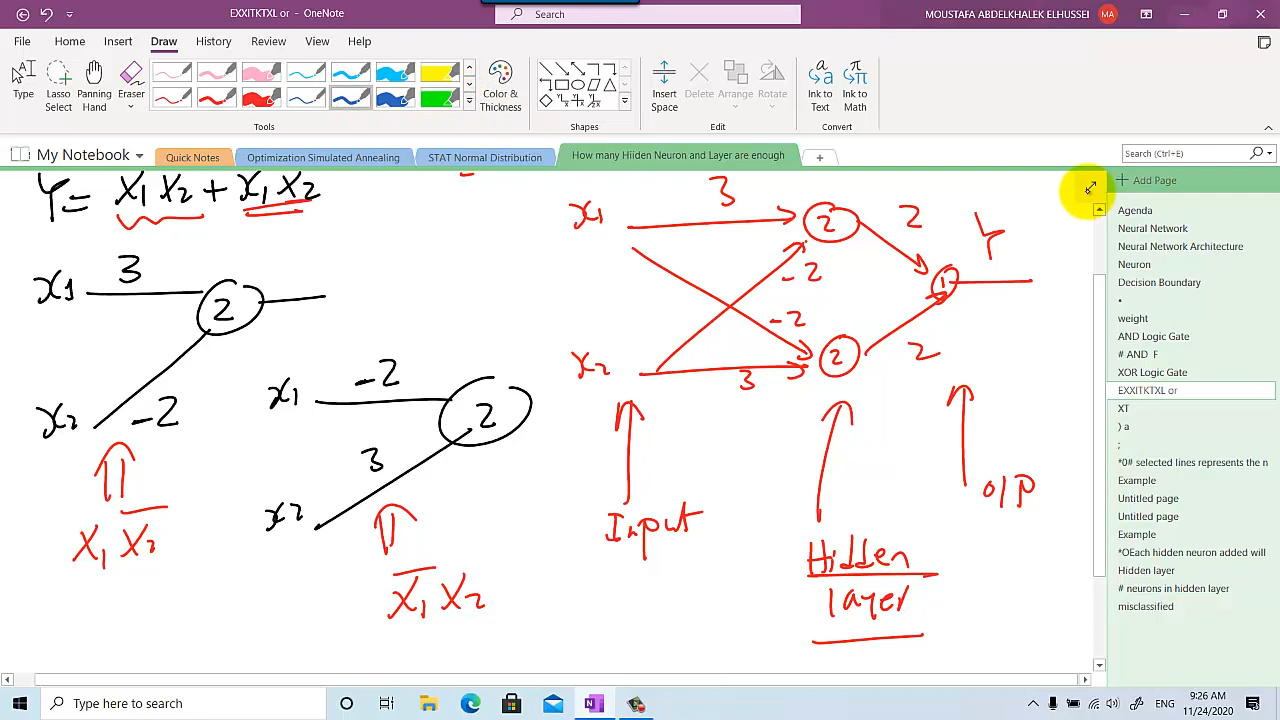 EXXITKTXL or - OneNote
Search
MOUSTAFA ABDELKHALEK ELHUSSEI
MA
File Home Insert Draw History Review View Help
Type
Lasso Select
Panning Hand
Eraser
Tools
Color & Thickness
Shapes
Insert Space
Delete
Arrange
Rotate
Edit
Ink to Text
Ink to Math
Convert
My Notebook
Quick Notes
Optimization Simulated Annealing
STAT Normal Distribution
How many Hiiden Neuron and Layer are enough
+
Search (Ctrl+E)
Add Page
Agenda
Neural Network
Neural Network Architecture
Neuron
Decision Boundary
•
weight
AND Logic Gate
# AND F
XOR Logic Gate
EXXITKTXL or
XT
) a
;
*0# selected lines represents the n
Example
Untitled page
Untitled page
Example
*OEach hidden neuron added will
Hidden layer
# neurons in hidden layer
misclassified
Y= X1 X2 + X1 X2
x1 3 2
x2 -2
X1 X̅2
x1 -2 2
3
x2
X̅1 X2
x1 3 2 2 Y
-2
1
-2
x2 3 2 2
Input
Hidden
layer
O/P
Type here to search
ENG
9:26 AM
11/24/2020